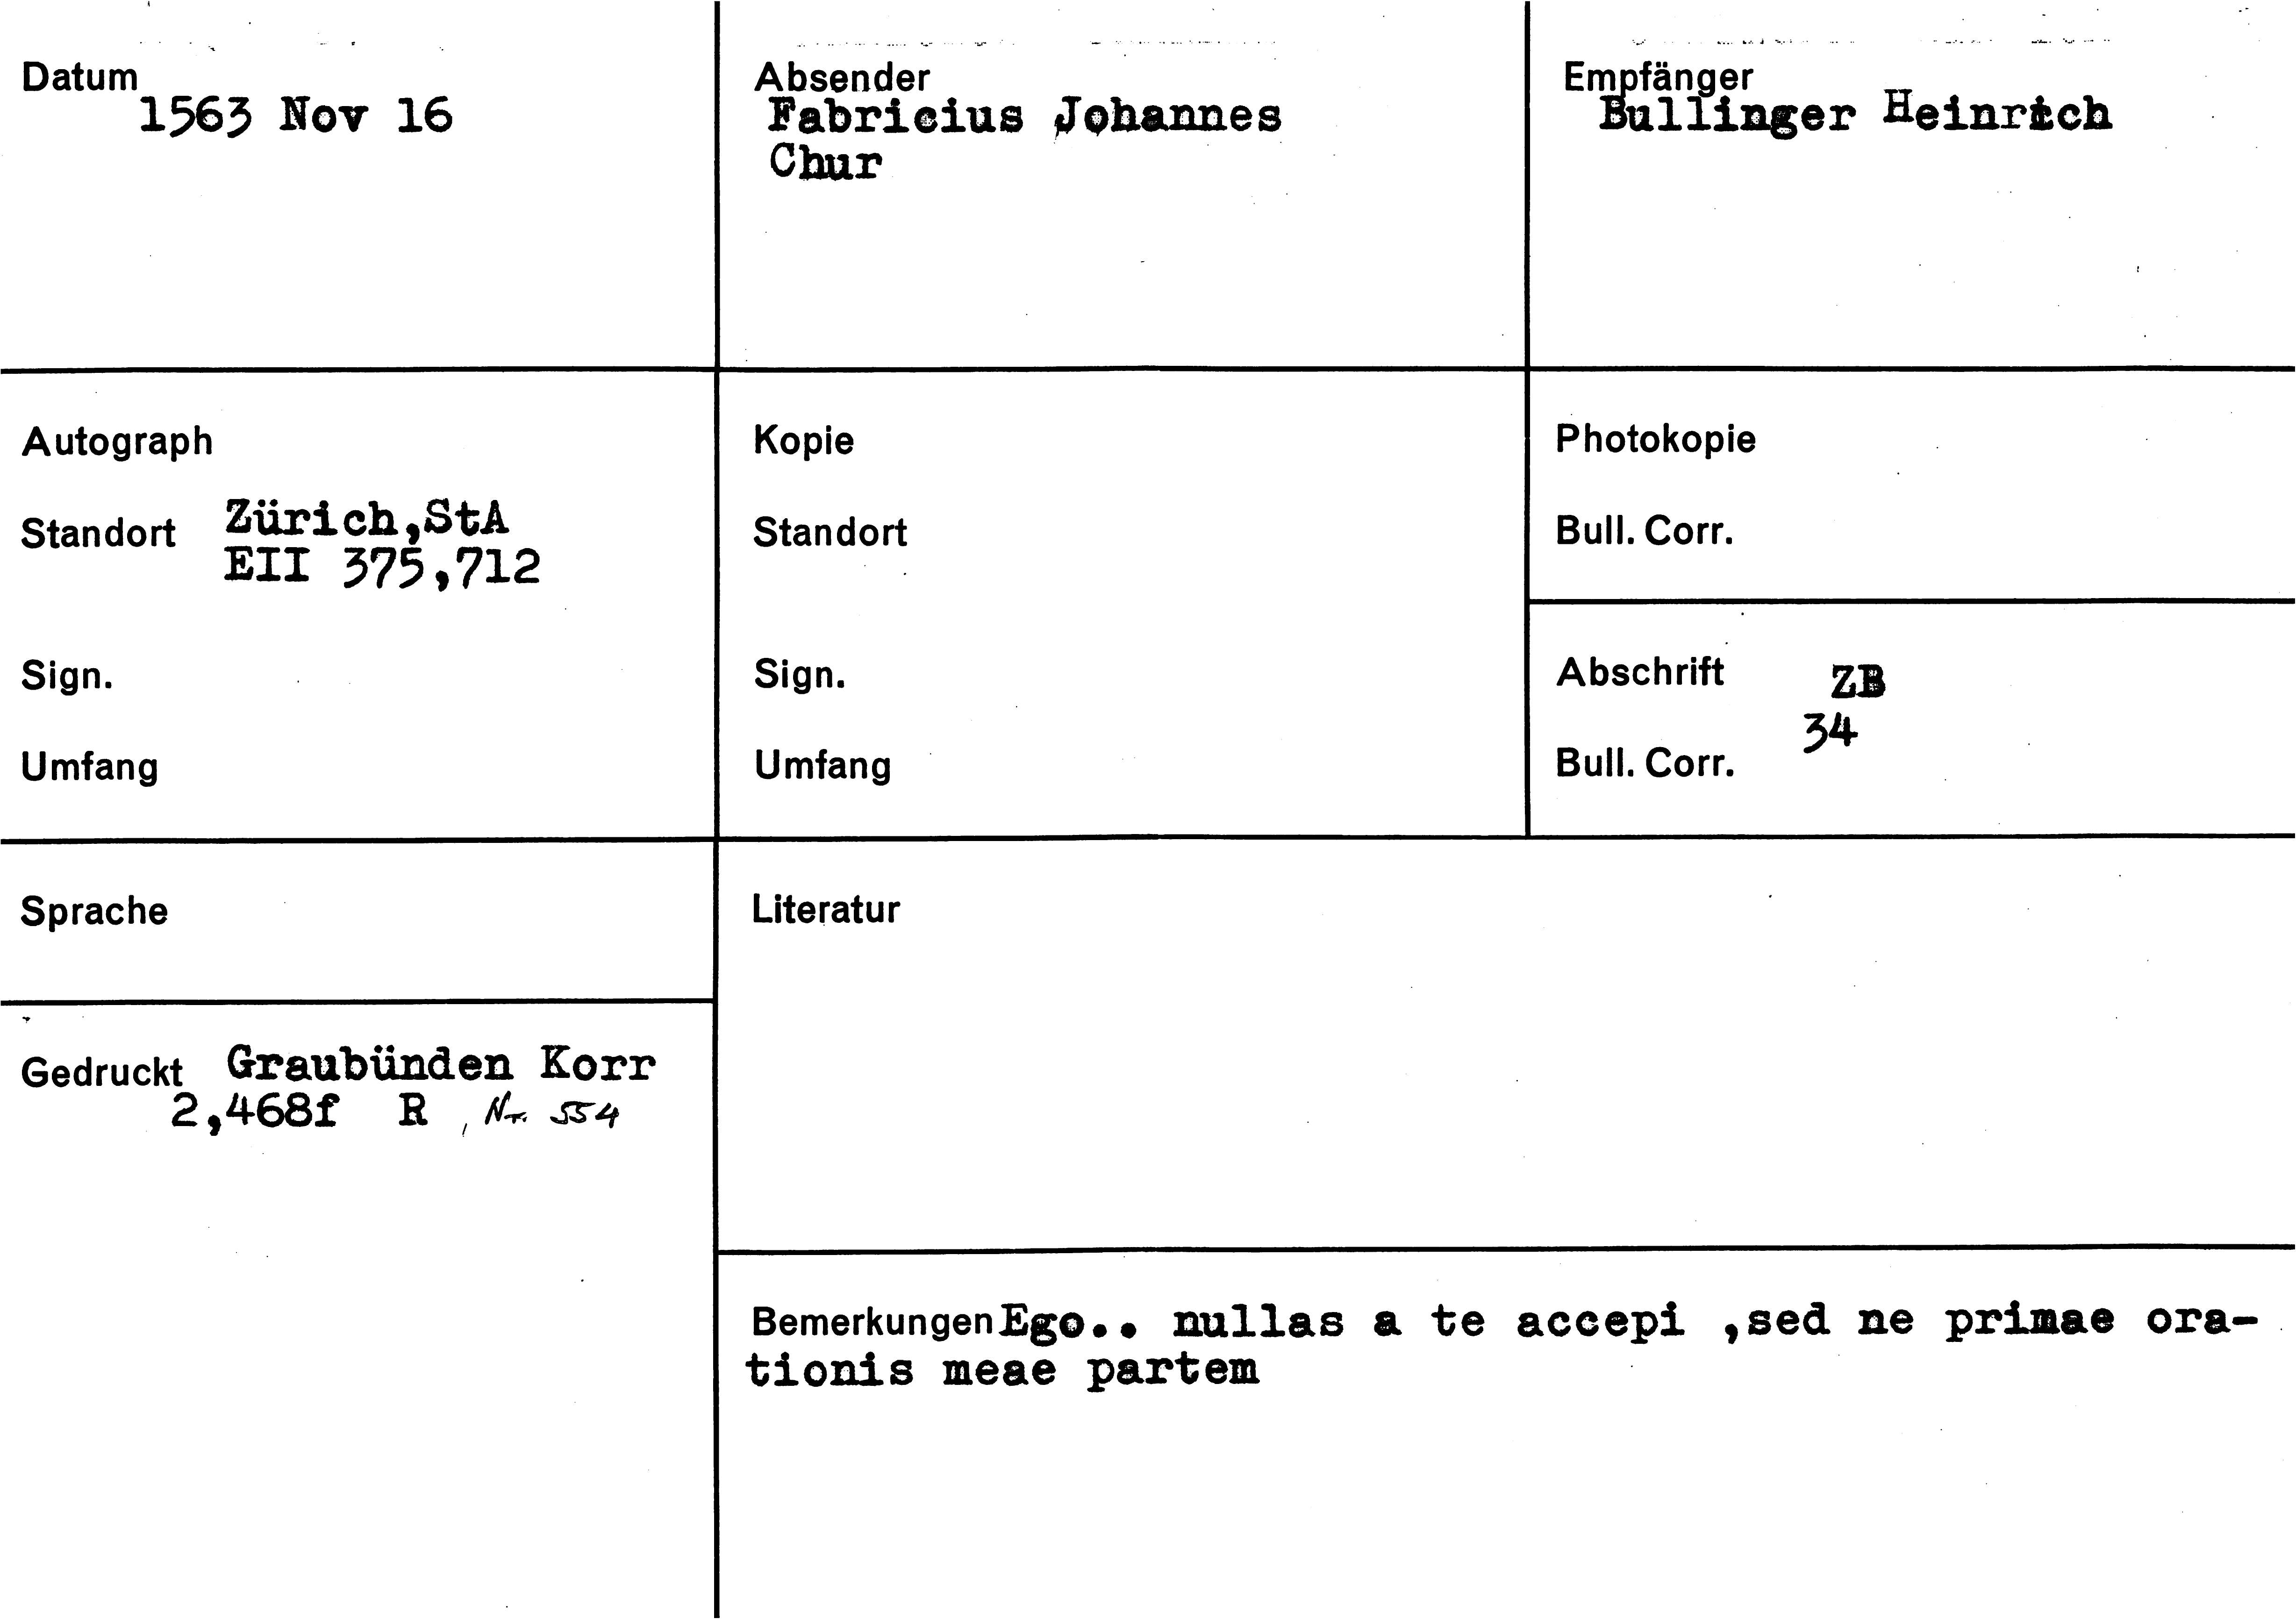 Datum
1563 Nov 16
Absender
Fabricius Johannes
Chur
Empfänger
Bullinger Heinrich
Autograph
Standort Zürich,StA
EII 375,712
Sign.
Umfang
Kopie
Standort
Sign.
Umfang
Photokopie
Bull. Corr.
Abschrift ZB
34
Bull. Corr.
Sprache
Literatur
Gedruckt Graubünden Korr
2,468f R , Nr. 554
Bemerkungen Ego.. nullas a te accepi ,sed ne primae ora-
tionis meae partem